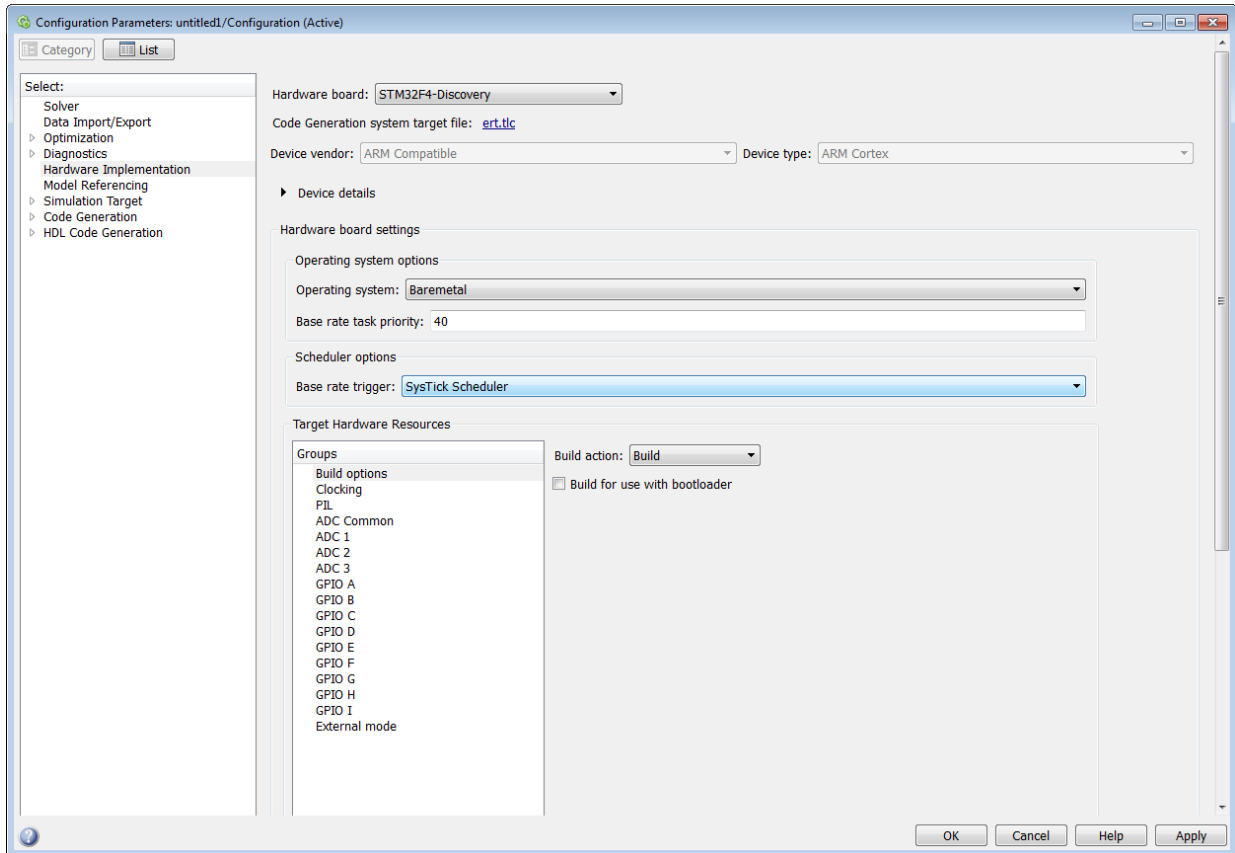 Configuration Parameters: untitled1/Configuration (Active)
Category List
Select:
Solver
Data Import/Export
Optimization
Diagnostics
Hardware Implementation
Model Referencing
Simulation Target
Code Generation
HDL Code Generation
Hardware board: STM32F4-Discovery
Code Generation system target file: ert.tlc
Device vendor: ARM Compatible Device type: ARM Cortex
Device details
Hardware board settings
Operating system options
Operating system: Baremetal
Base rate task priority: 40
Scheduler options
Base rate trigger: SysTick Scheduler
Target Hardware Resources
Groups
Build options
Clocking
PIL
ADC Common
ADC 1
ADC 2
ADC 3
GPIO A
GPIO B
GPIO C
GPIO D
GPIO E
GPIO F
GPIO G
GPIO H
GPIO I
External mode
Build action: Build
Build for use with bootloader
OK Cancel Help Apply